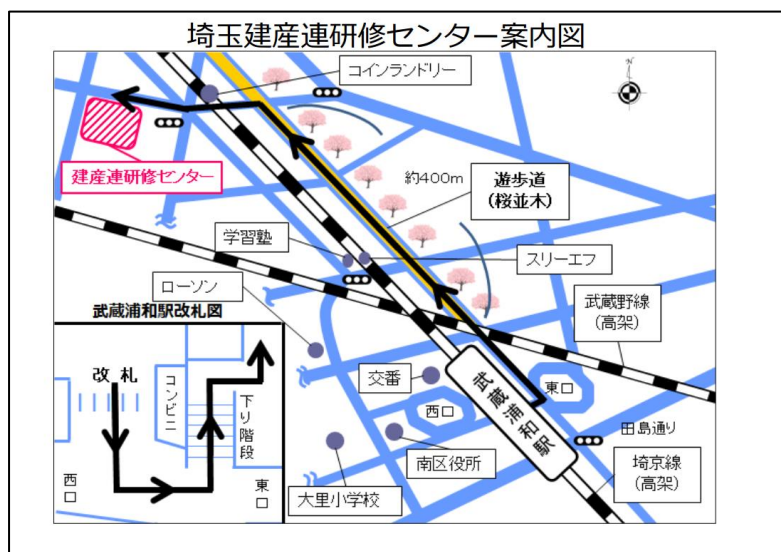 埼玉建産連研修センター案内図
コインランドリー
N
建産連研修センター
約400m
遊歩道
(桜並木)
学習塾
スリーエフ
ローソン
武蔵野線
(高架)
武蔵浦和駅改札図
改 札
コンビニ
下り階段
西口
東口
交番
西口
武蔵浦和駅
東口
田島通り
南区役所
大里小学校
埼京線
(高架)